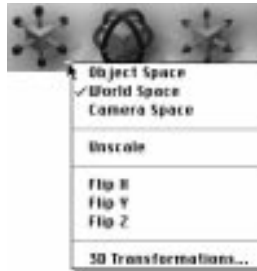 Object Space
✓World Space
Camera Space
Unscale
Flip X
Flip Y
Flip Z
3D Transformations...